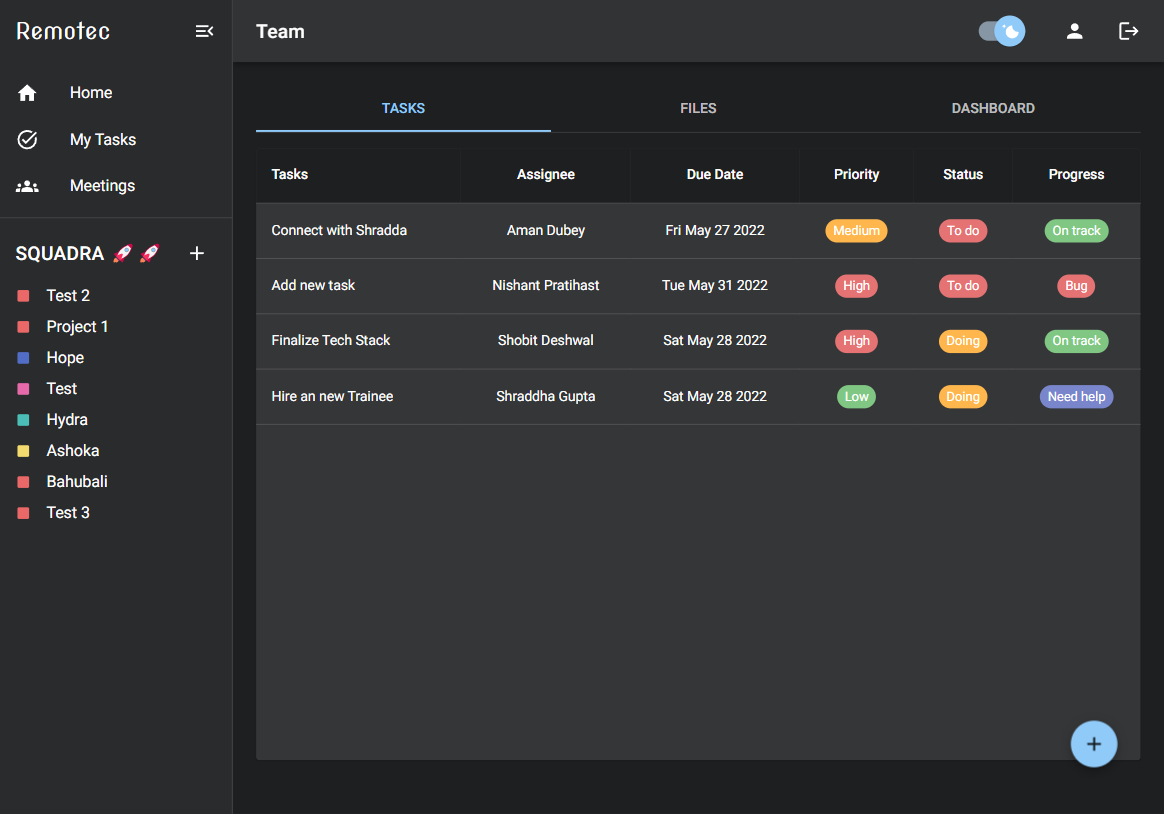 Remotec
Team
Home
My Tasks
Meetings
SQUADRA 🚀 🚀
Test 2
Project 1
Hope
Test
Hydra
Ashoka
Bahubali
Test 3
TASKS FILES DASHBOARD
Tasks Assignee Due Date Priority Status Progress
Connect with Shradda Aman Dubey Fri May 27 2022 Medium To do On track
Add new task Nishant Pratihast Tue May 31 2022 High To do Bug
Finalize Tech Stack Shobit Deshwal Sat May 28 2022 High Doing On track
Hire an new Trainee Shraddha Gupta Sat May 28 2022 Low Doing Need help